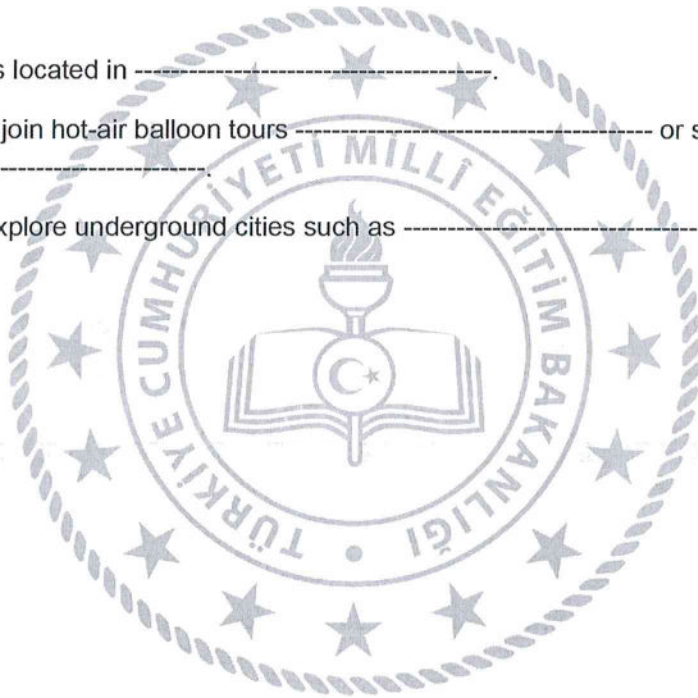 s located in ------------------------------------.
join hot-air balloon tours ------------------------------------ or s
---------------------.
xplore underground cities such as ------------------------------
TÜRKİYE CUMHURİYETİ MİLLÎ EĞİTİM BAKANLIĞI